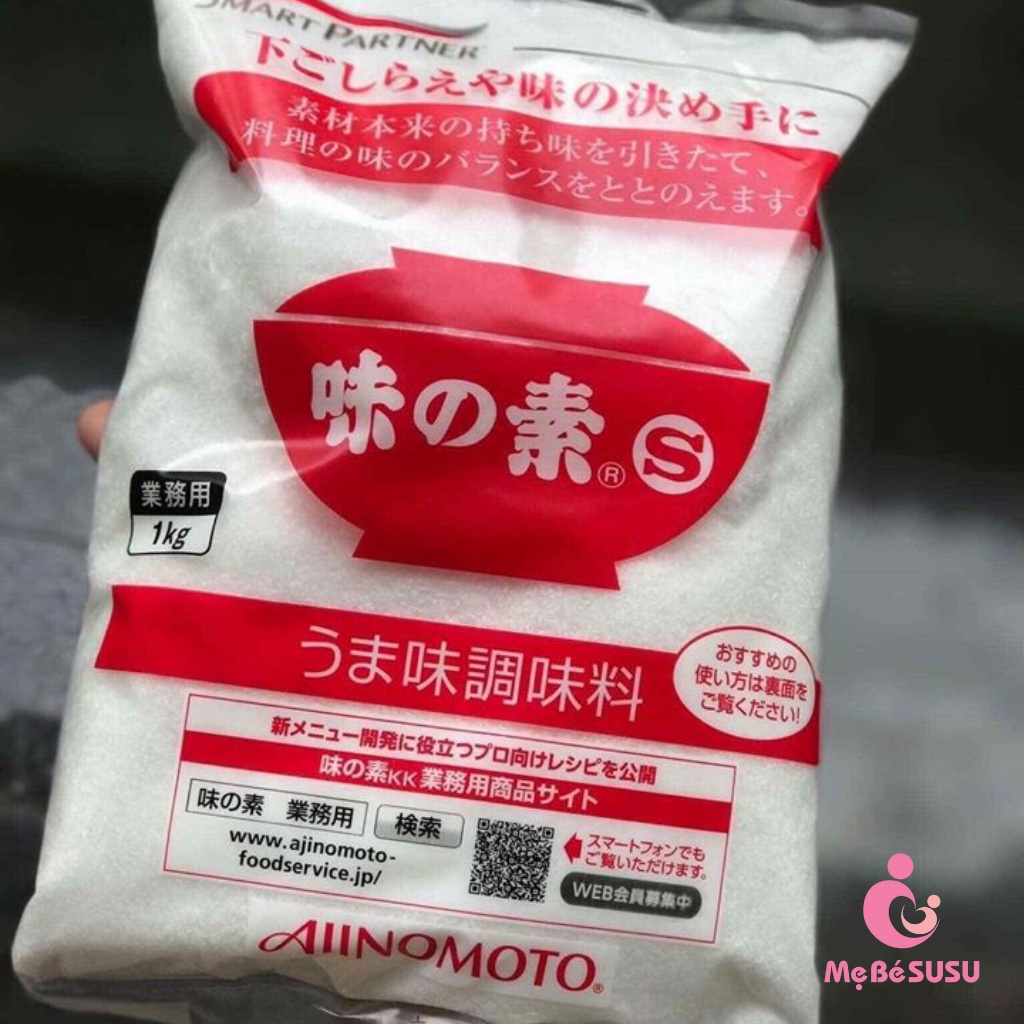 SMART PARTNER
下ごしらえや味の決め手に
素材本来の持ち味を引きたて、
料理の味のバランスをととのえます。
味の素® Ⓢ
業務用
1kg
うま味調味料
おすすめの
使い方は裏面を
ご覧ください!
新メニュー開発に役立つプロ向けレシピを公開
味の素KK業務用商品サイト
味の素 業務用 検索
www.ajinomoto-
foodservice.jp/
スマートフォンでも
ご覧いただけます。
WEB会員募集中
AJINOMOTO®
MẹBéSUSU